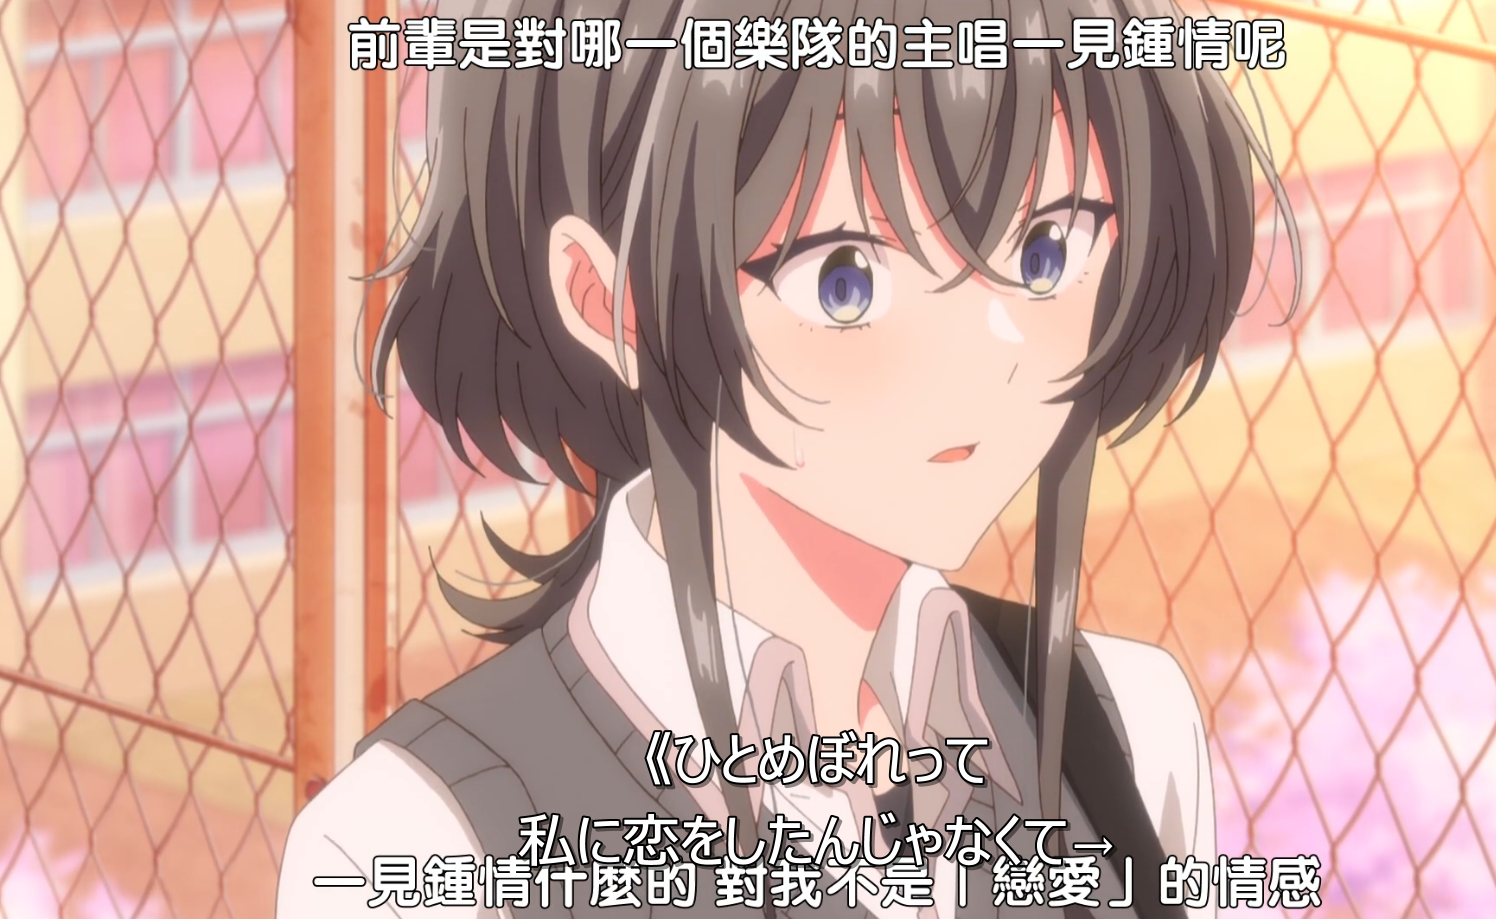 前輩是對哪一個樂隊的主唱一見鍾情呢
《ひとめぼれって
私に恋をしたんじゃなくて→
一見鍾情什麼的 對我不是「戀愛」的情感